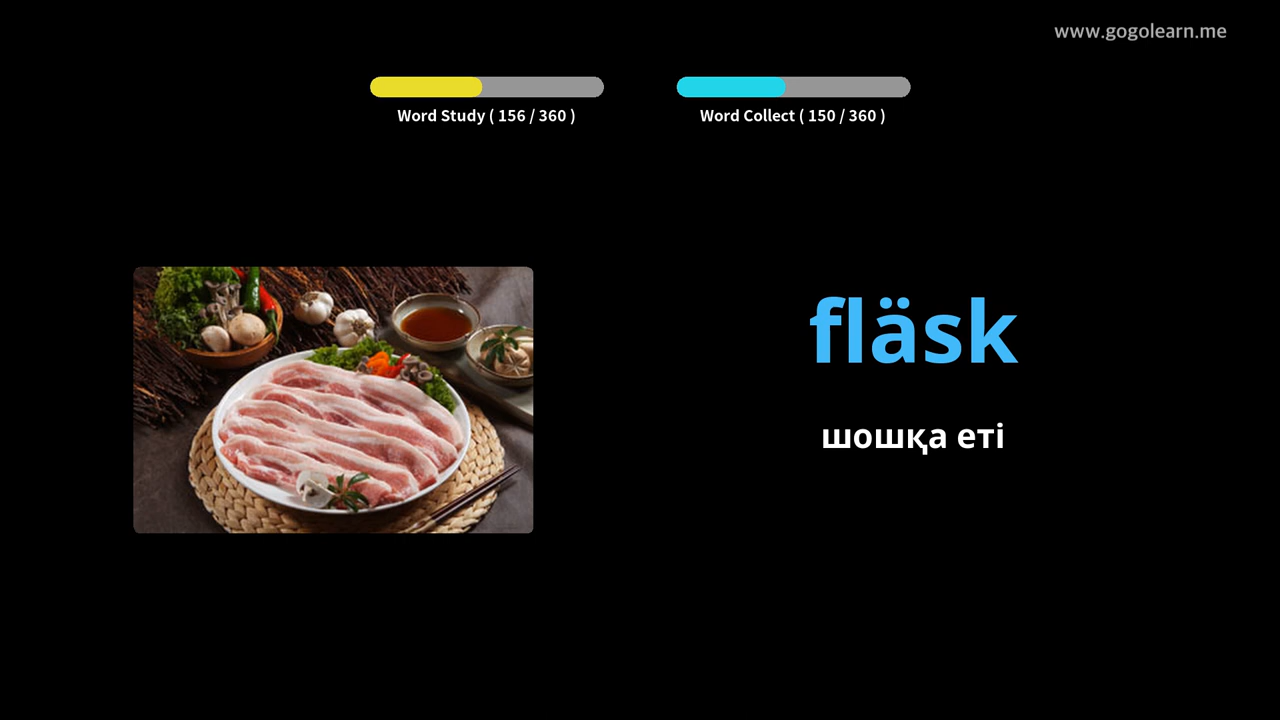 www.gogolearn.me
Word Study ( 156 / 360 )
Word Collect ( 150 / 360 )
fläsk
шошқа еті